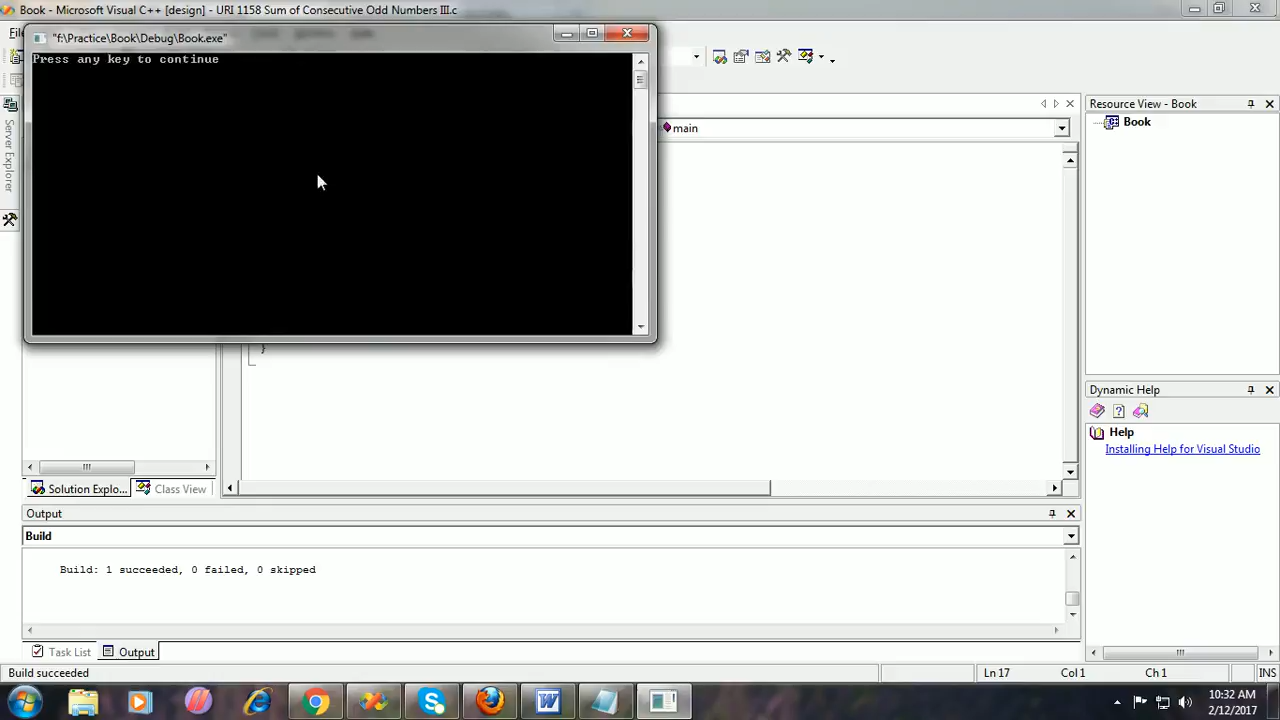 Book - Microsoft Visual C++ [design] - URI 1158 Sum of Consecutive Odd Numbers III.c
"f:\Practice\Book\Debug\Book.exe"
Press any key to continue
main
}
Server Explorer
Resource View - Book
Book
Dynamic Help
Help
Installing Help for Visual Studio
Solution Explo...
Class View
Output
Build
Build: 1 succeeded, 0 failed, 0 skipped
Task List
Output
Build succeeded
Ln 17
Col 1
Ch 1
INS
10:32 AM
2/12/2017